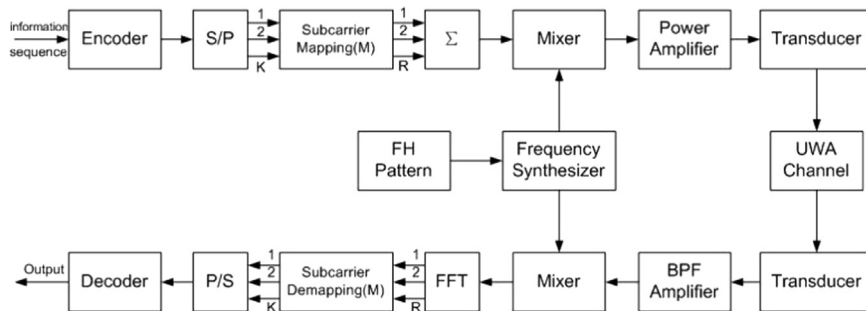 information
sequence
Encoder
S/P
1
2
K
Subcarrier
Mapping(M)
1
2
R
Σ
Mixer
Power
Amplifier
Transducer
FH
Pattern
Frequency
Synthesizer
UWA
Channel
Output
Decoder
P/S
1
2
K
Subcarrier
Demapping(M)
1
2
R
FFT
Mixer
BPF
Amplifier
Transducer